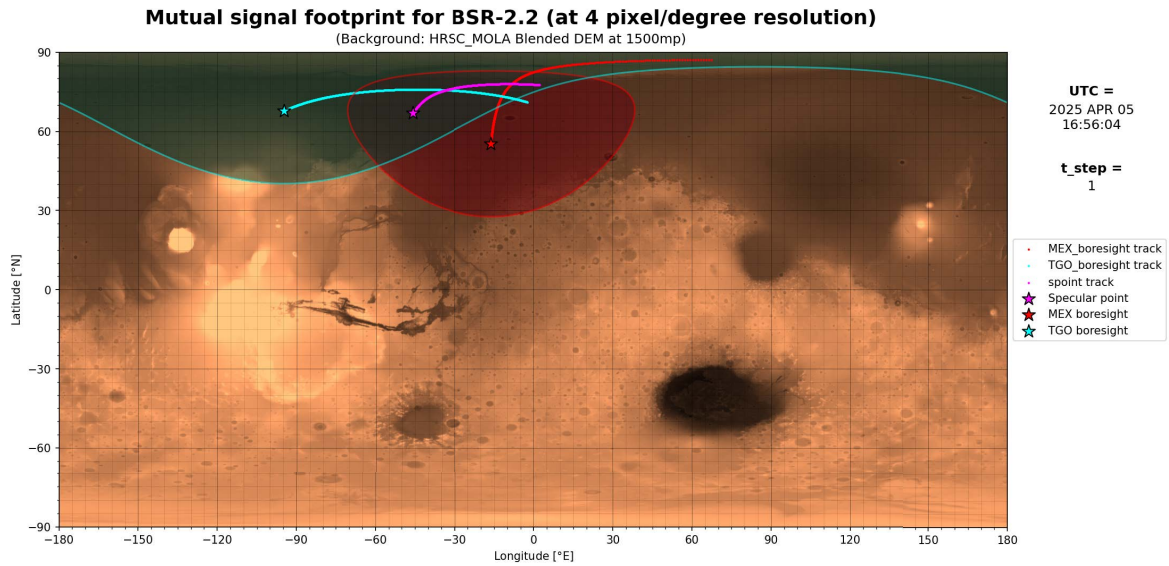 Mutual signal footprint for BSR-2.2 (at 4 pixel/degree resolution)
(Background: HRSC_MOLA Blended DEM at 1500mp)
Latitude [°N]
90
60
30
0
−30
−60
−90
−180
−150
−120
−90
−60
−30
0
30
60
90
120
150
180
Longitude [°E]
UTC =
2025 APR 05
16:56:04
t_step =
1
MEX_boresight track
TGO_boresight track
spoint track
Specular point
MEX boresight
TGO boresight